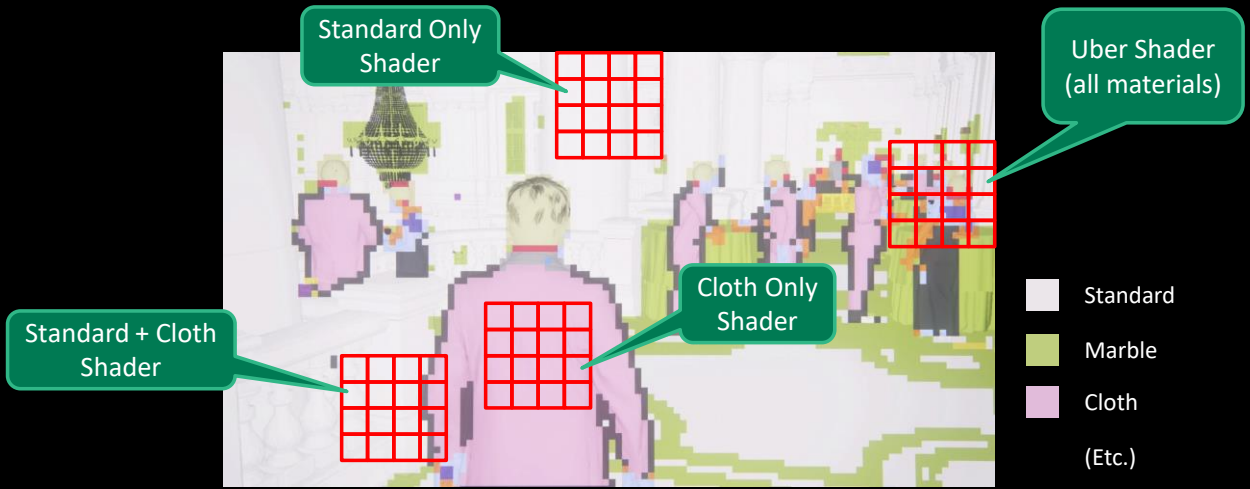 Standard Only
Shader
Uber Shader
(all materials)
Cloth Only
Shader
Standard + Cloth
Shader
Standard
Marble
Cloth
(Etc.)